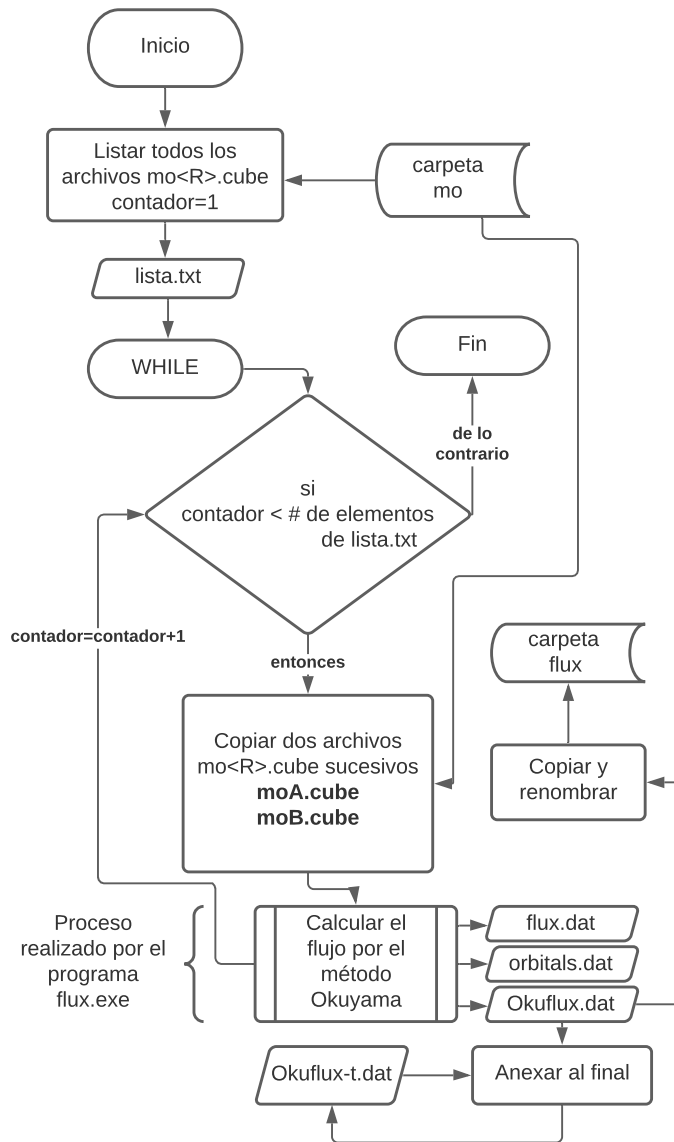 Inicio
Listar todos los
archivos mo<R>.cube
contador=1
carpeta
mo
lista.txt
WHILE
Fin
de lo
contrario
si
contador < # de elementos
de lista.txt
contador=contador+1
entonces
carpeta
flux
Copiar dos archivos
mo<R>.cube sucesivos
moA.cube
moB.cube
Copiar y
renombrar
Proceso
realizado por el
programa
flux.exe
Calcular el
flujo por el
método
Okuyama
flux.dat
orbitals.dat
Okuflux.dat
Okuflux-t.dat
Anexar al final